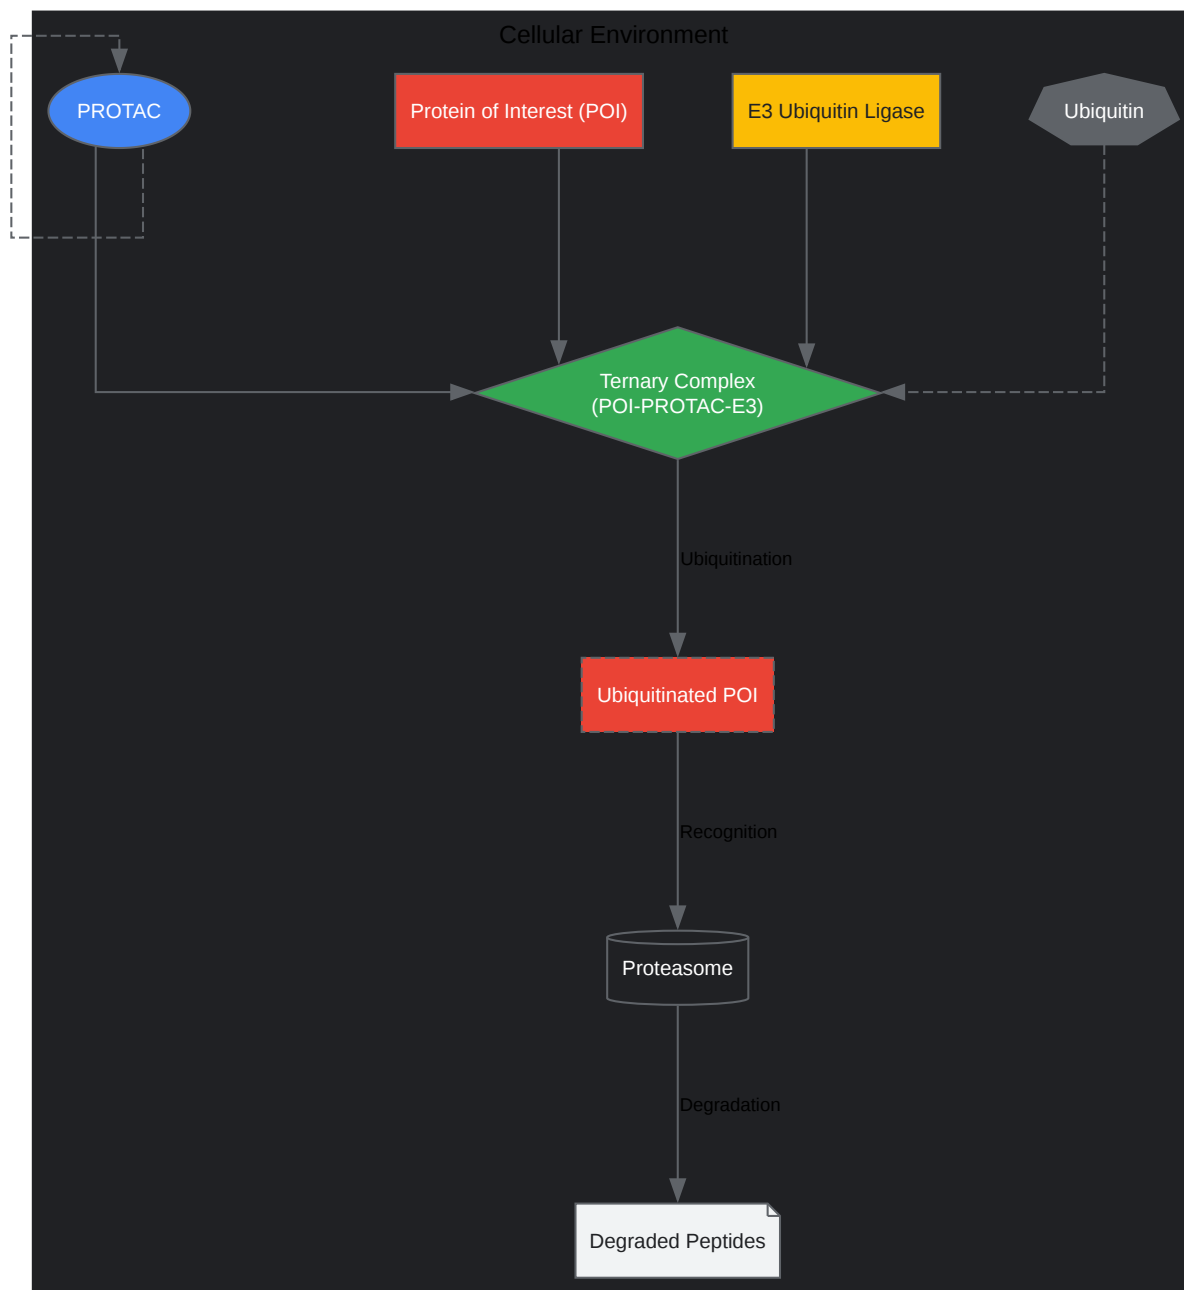 Cellular Environment
PROTAC
Protein of Interest (POI)
E3 Ubiquitin Ligase
Ubiquitin
Ternary Complex
(POI-PROTAC-E3)
Ubiquitination
Ubiquitinated POI
Recognition
Proteasome
Degradation
Degraded Peptides